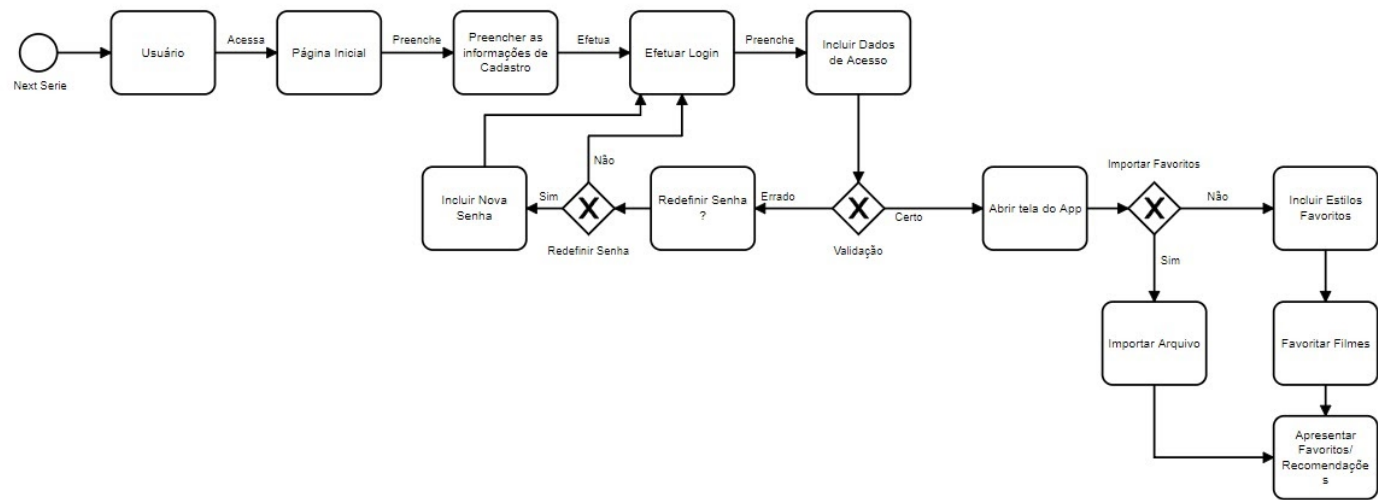 Next Serie
Usuário
Acessa
Página Inicial
Preenche
Preencher as
informações de
Cadastro
Efetua
Efetuar Login
Preenche
Incluir Dados
de Acesso
Incluir Nova
Senha
Sim
Não
Redefinir Senha
Redefinir Senha
?
Errado
Validação
Certo
Abrir tela do App
Importar Favoritos
Não
Sim
Incluir Estilos
Favoritos
Importar Arquivo
Favoritar Filmes
Apresentar
Favoritos/
Recomendaçõe
s